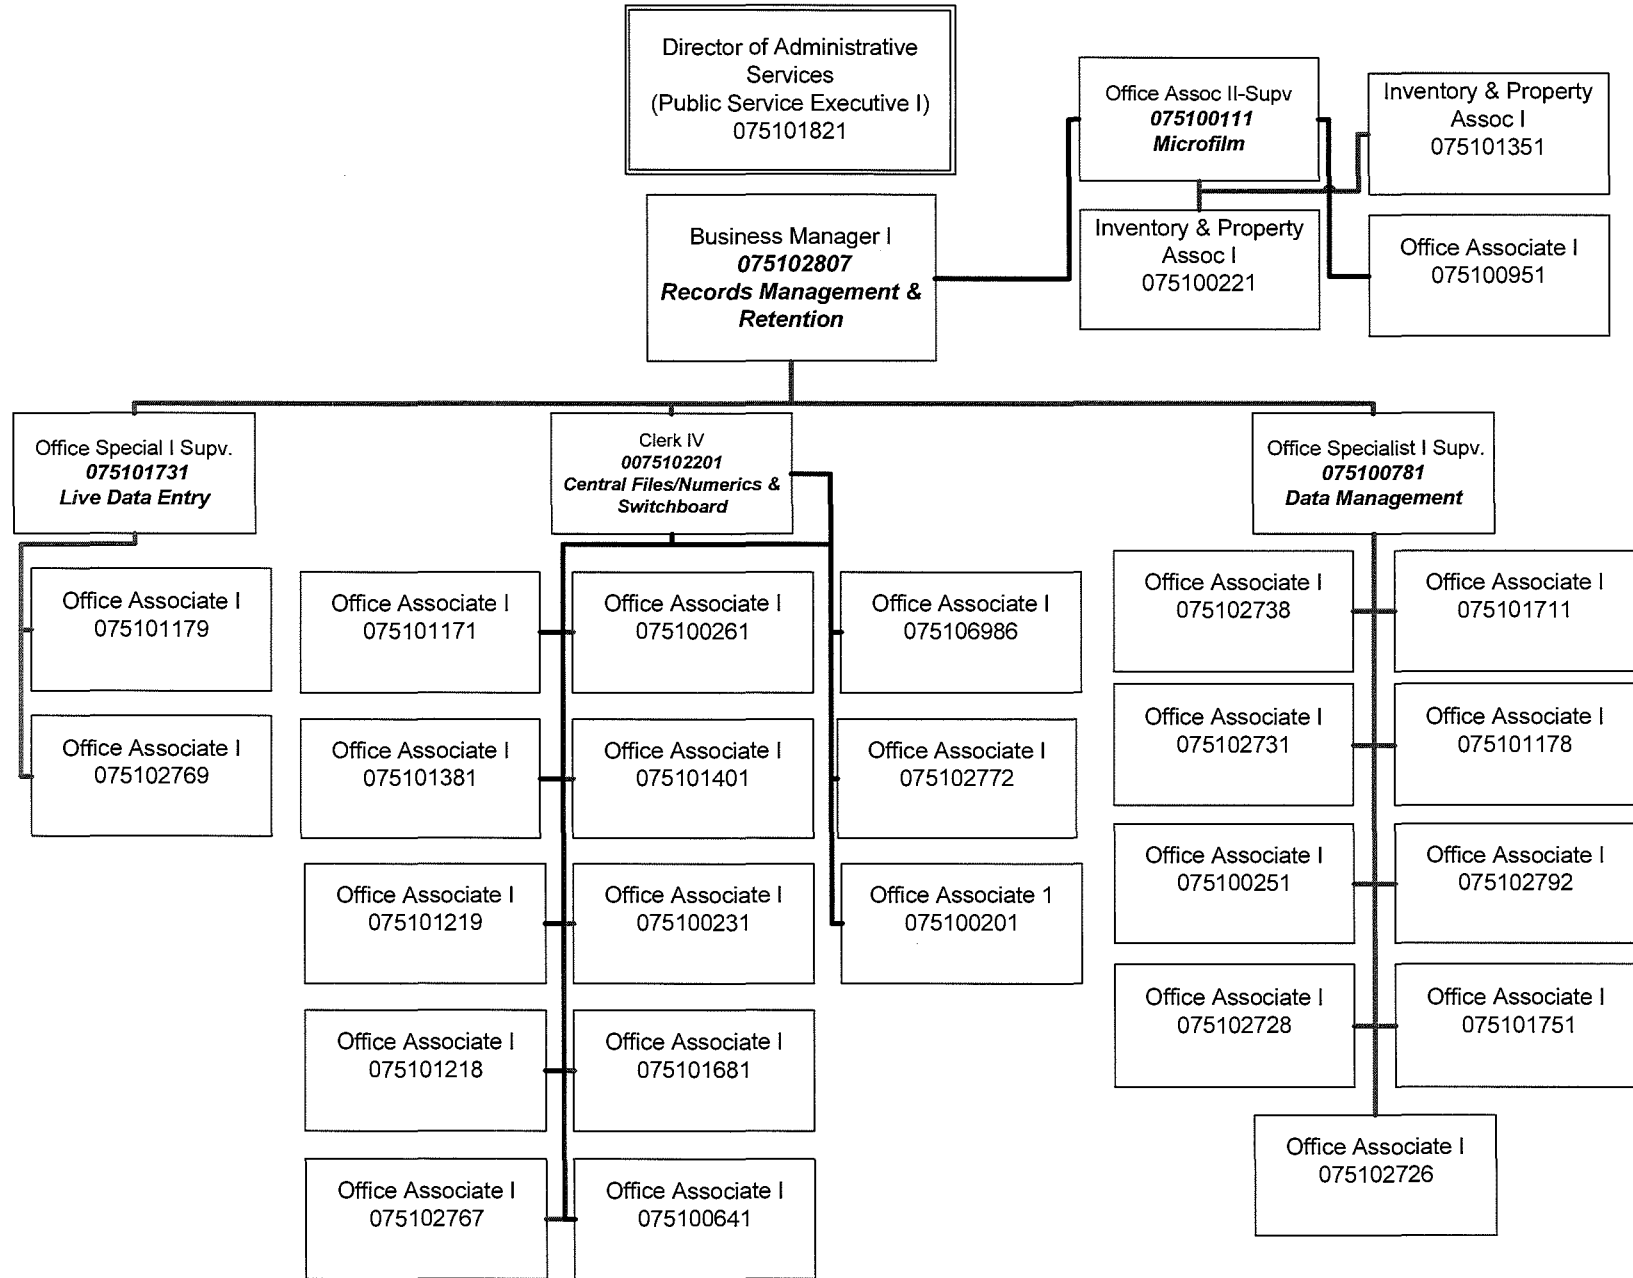 Director of Administrative
Services
(Public Service Executive I)
075101821
Office Assoc II-Supv
075100111
Microfilm
Inventory & Property
Assoc I
075101351
Business Manager I
075102807
Records Management &
Retention
Inventory & Property
Assoc I
075100221
Office Associate I
075100951
Office Special I Supv.
075101731
Live Data Entry
Clerk IV
0075102201
Central Files/Numerics &
Switchboard
Office Specialist I Supv.
075100781
Data Management
Office Associate I
075101179
Office Associate I
075102769
Office Associate I
075101171
Office Associate I
075100261
Office Associate I
075106986
Office Associate I
075101381
Office Associate I
075101401
Office Associate I
075102772
Office Associate I
075101219
Office Associate I
075100231
Office Associate 1
075100201
Office Associate I
075101218
Office Associate I
075101681
Office Associate I
075102767
Office Associate I
075100641
Office Associate I
075102738
Office Associate I
075101711
Office Associate I
075102731
Office Associate I
075101178
Office Associate I
075100251
Office Associate I
075102792
Office Associate I
075102728
Office Associate I
075101751
Office Associate I
075102726